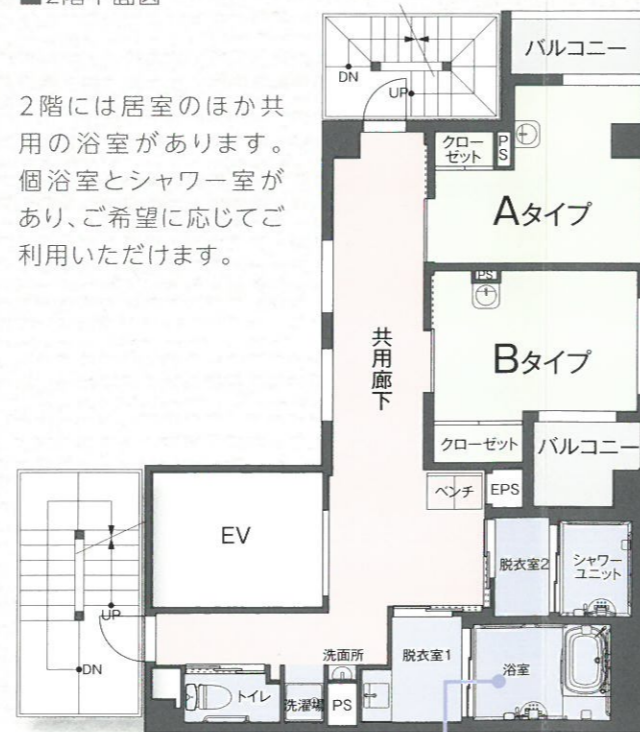 ■2階平面図
2階には居室のほか共
用の浴室があります。
個浴室とシャワー室が
あり、ご希望に応じてご
利用いただけます。
DN
UP
バルコニー
クロー
ゼット
PS
Aタイプ
PS
Bタイプ
共用廊下
クローゼット
バルコニー
ベンチ
EPS
EV
脱衣室2
シャワー
ユニット
UP
DN
洗面所
脱衣室1
浴室
トイレ
洗濯場
PS